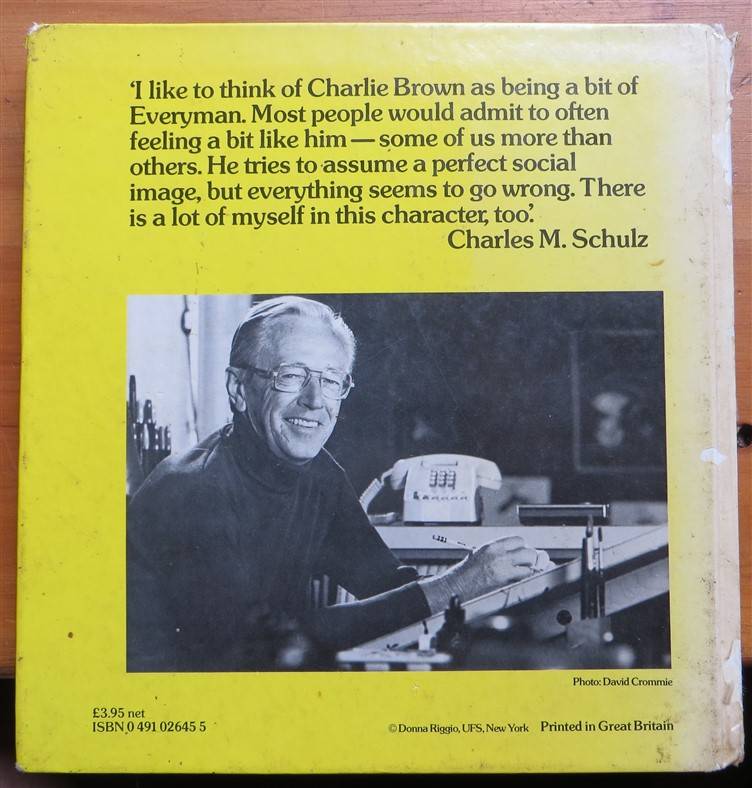 ‘I like to think of Charlie Brown as being a bit of
Everyman. Most people would admit to often
feeling a bit like him — some of us more than
others. He tries to assume a perfect social
image, but everything seems to go wrong. There
is a lot of myself in this character, too’.
Charles M. Schulz
Photo: David Crommie
£3.95 net
ISBN 0 491 02645 5
© Donna Riggio, UFS, New York Printed in Great Britain